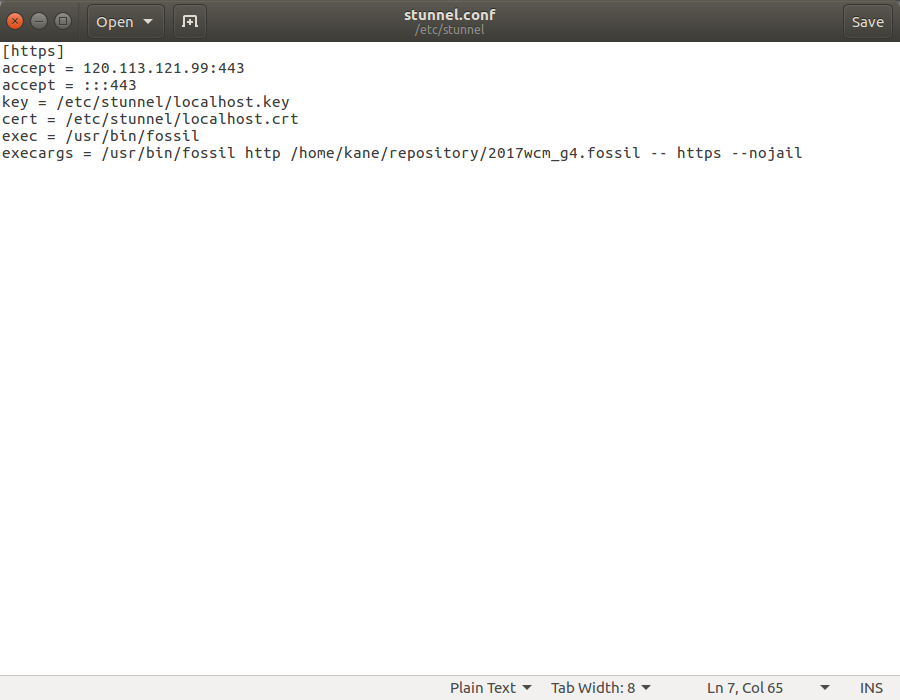 Open
stunnel.conf
/etc/stunnel
Save
[https]
accept = 120.113.121.99:443
accept = :::443
key = /etc/stunnel/localhost.key
cert = /etc/stunnel/localhost.crt
exec = /usr/bin/fossil
execargs = /usr/bin/fossil http /home/kane/repository/2017wcm_g4.fossil -- https --nojail
Plain Text Tab Width: 8 Ln 7, Col 65 INS